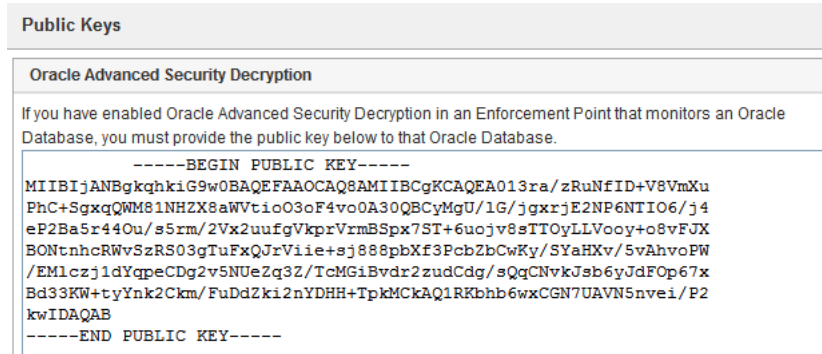 Public Keys
Oracle Advanced Security Decryption
If you have enabled Oracle Advanced Security Decryption in an Enforcement Point that monitors an Oracle
Database, you must provide the public key below to that Oracle Database.
-----BEGIN PUBLIC KEY-----
MIIBIjANBgkqhkiG9w0BAQEFAAOCAQ8AMIIBCgKCAQEA013ra/zRuNfID+V8VmXu
PhC+SgxqQWM81NHZX8aWVtioO3oF4vo0A30QBCyMgU/lG/jgxrjE2NP6NTIO6/j4
eP2Ba5r44Ou/s5rm/2Vx2uufgVkprVrmBSpx7ST+6uojv8sTTOyLLVooy+o8vFJX
BONtnhcRWvSzRS03gTuFxQJrViie+sj888pbXf3PcbZbCwKy/SYaHXv/5vAhvoPW
/EMlczj1dYqpeCDg2v5NUeZq3Z/TcMGiBvdr2zudCdg/sQqCNvkJsb6yJdFOp67x
Bd33KW+tyYnk2Ckm/FuDdZki2nYDHH+TpkMCkAQ1RKbhb6wxCGN7UAVN5nvei/P2
kwIDAQAB
-----END PUBLIC KEY-----